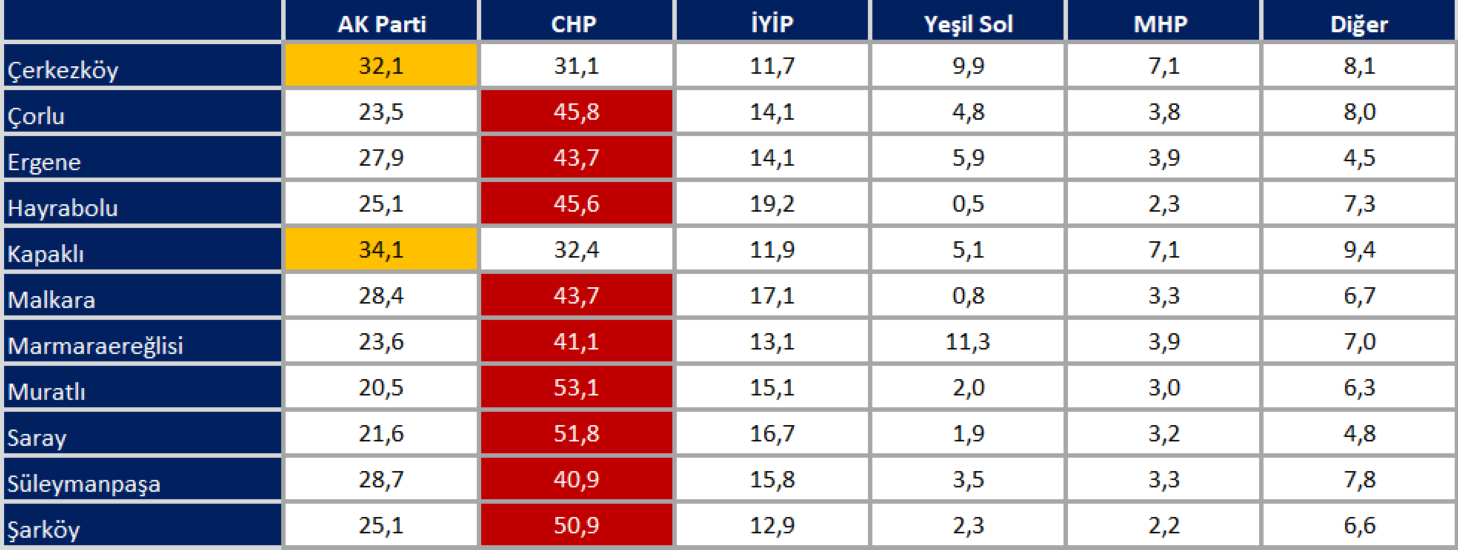 AK Parti CHP İYİP Yeşil Sol MHP Diğer
Çerkezköy 32,1 31,1 11,7 9,9 7,1 8,1
Çorlu 23,5 45,8 14,1 4,8 3,8 8,0
Ergene 27,9 43,7 14,1 5,9 3,9 4,5
Hayrabolu 25,1 45,6 19,2 0,5 2,3 7,3
Kapaklı 34,1 32,4 11,9 5,1 7,1 9,4
Malkara 28,4 43,7 17,1 0,8 3,3 6,7
Marmaraereğlisi 23,6 41,1 13,1 11,3 3,9 7,0
Muratlı 20,5 53,1 15,1 2,0 3,0 6,3
Saray 21,6 51,8 16,7 1,9 3,2 4,8
Süleymanpaşa 28,7 40,9 15,8 3,5 3,3 7,8
Şarköy 25,1 50,9 12,9 2,3 2,2 6,6